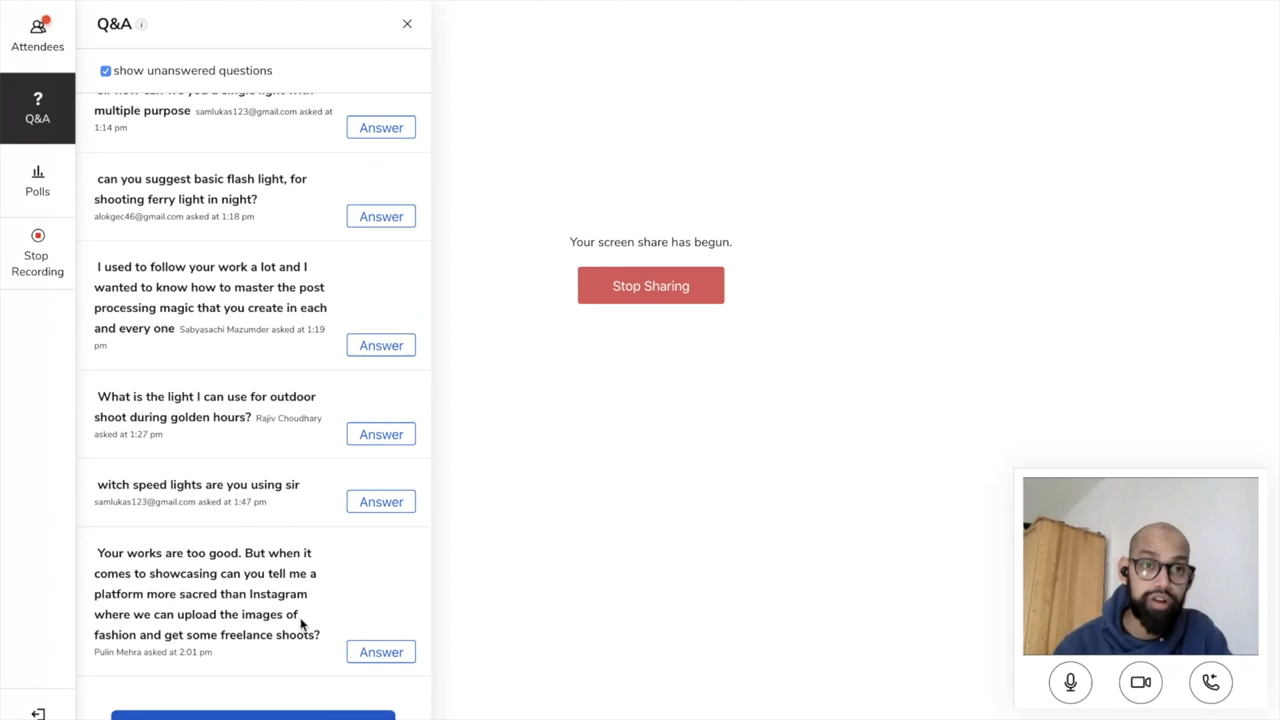 Attendees
?
Q&A
Polls
Stop
Recording
Q&A i
show unanswered questions
multiple purpose samlukas123@gmail.com asked at
1:14 pm
Answer
can you suggest basic flash light, for
shooting ferry light in night?
alokgec46@gmail.com asked at 1:18 pm
Answer
I used to follow your work a lot and I
wanted to know how to master the post
processing magic that you create in each
and every one Sabyasachi Mazumder asked at 1:19
pm
Answer
What is the light I can use for outdoor
shoot during golden hours? Rajiv Choudhary
asked at 1:27 pm
Answer
witch speed lights are you using sir
samlukas123@gmail.com asked at 1:47 pm
Answer
Your works are too good. But when it
comes to showcasing can you tell me a
platform more sacred than Instagram
where we can upload the images of
fashion and get some freelance shoots?
Pulin Mehra asked at 2:01 pm
Answer
Your screen share has begun.
Stop Sharing